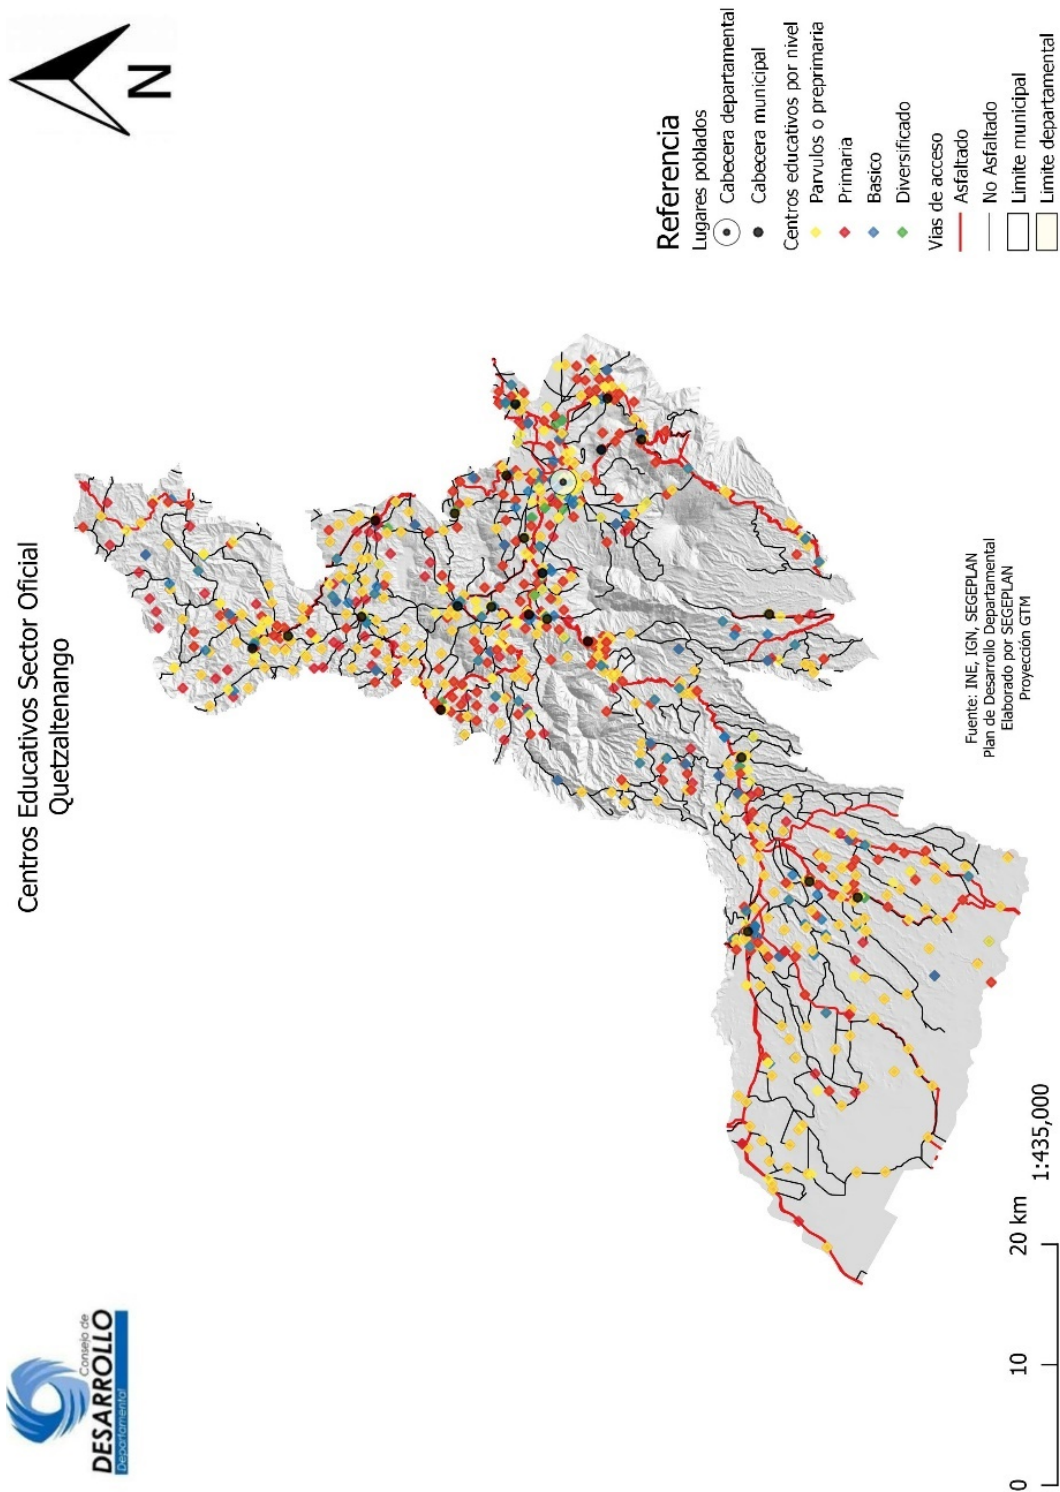 Centros Educativos Sector Oficial
Quetzaltenango
N
Consejo de
DESARROLLO
Departamental
Referencia
Lugares poblados
Cabecera departamental
Cabecera municipal
Centros educativos por nivel
Parvulos o preprimaria
Primaria
Basico
Diversificado
Vias de acceso
Asfaltado
No Asfaltado
Limite municipal
Limite departamental
Fuente: INE, IGN, SEGEPLAN
Plan de Desarrollo Departamental
Elaborado por SEGEPLAN
Proyección GTM
0 10 20 km
1:435,000